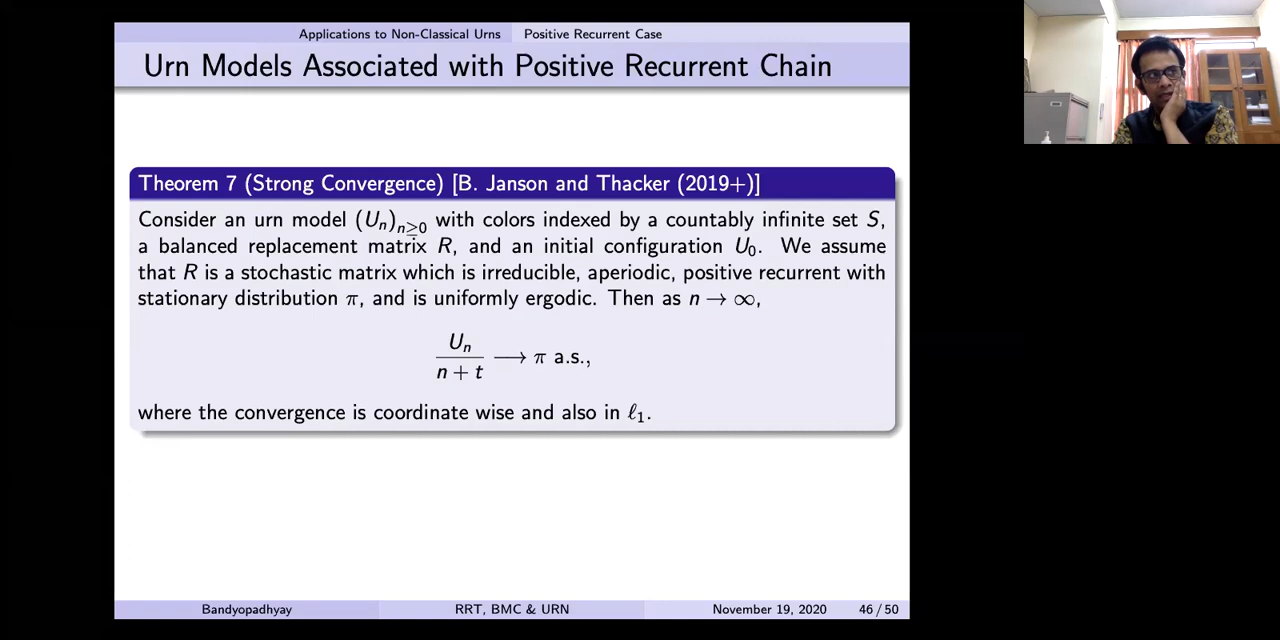 Applications to Non-Classical Urns Positive Recurrent Case
Urn Models Associated with Positive Recurrent Chain
Theorem 7 (Strong Convergence) [B. Janson and Thacker (2019+)]
Consider an urn model (Uₙ)ₙ≥₀ with colors indexed by a countably infinite set S,
a balanced replacement matrix R, and an initial configuration U₀. We assume
that R is a stochastic matrix which is irreducible, aperiodic, positive recurrent with
stationary distribution π, and is uniformly ergodic. Then as n → ∞,
Uₙ
n + t
⟶ π a.s.,
where the convergence is coordinate wise and also in ℓ₁.
Bandyopadhyay RRT, BMC & URN November 19, 2020 46 / 50